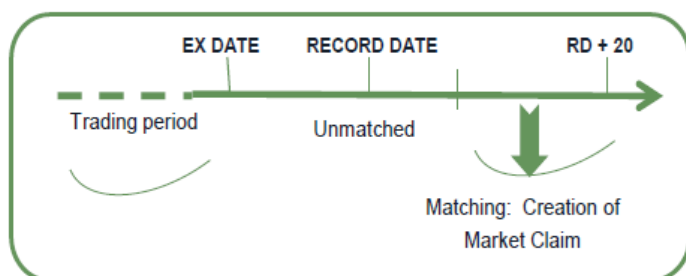 EX DATE RECORD DATE RD + 20
Trading period Unmatched
Matching: Creation of
Market Claim